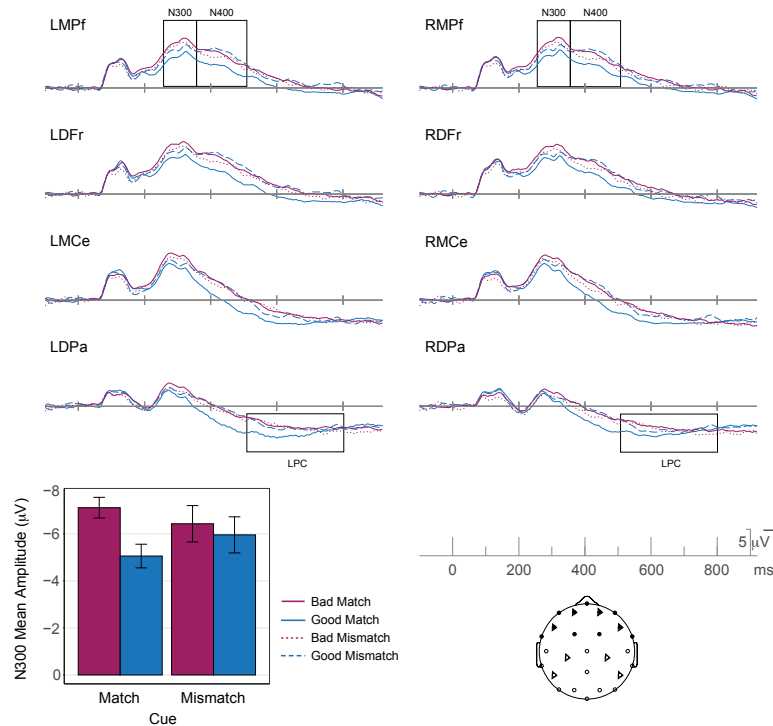 N300 N400 N300 N400
LMPf RMPf
LDFr RDFr
LMCe RMCe
LDPa RDPa
LPC LPC
−8
−6
−4
−2
0
N300 Mean Amplitude (μV)
Match Mismatch
Cue
Bad Match
Good Match
Bad Mismatch
Good Mismatch
5 μV
0 200 400 600 800 ms